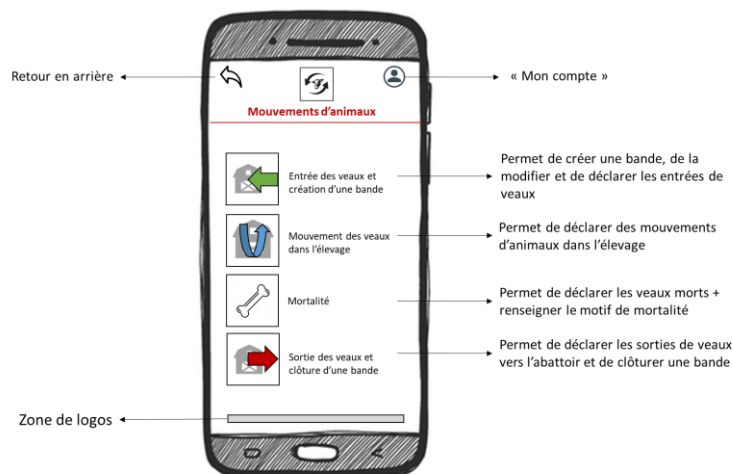 Retour en arrière
« Mon compte »
Mouvements d'animaux
Entrée des veaux et
création d'une bande
Permet de créer une bande, de la
modifier et de déclarer les entrées de
veaux
Mouvement des veaux
dans l'élevage
Permet de déclarer des mouvements
d'animaux dans l'élevage
Mortalité
Permet de déclarer les veaux morts +
renseigner le motif de mortalité
Sortie des veaux et
clôture d'une bande
Permet de déclarer les sorties de veaux
vers l'abattoir et de clôturer une bande
Zone de logos